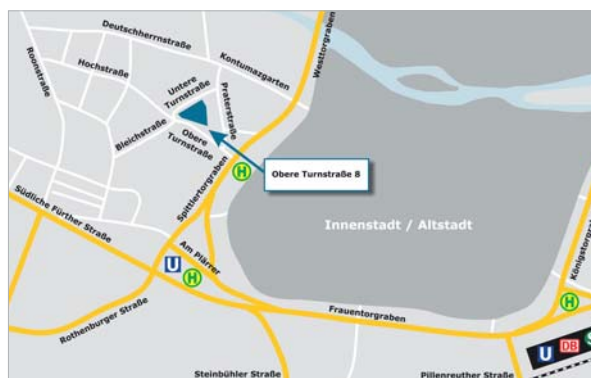 Deutschherrnstraße
Roonstraße
Hochstraße
Kontumazgarten
Westtorgraben
Untere
Turnstraße
Praterstraße
Bleichstraße
Obere
Turnstraße
H
Obere Turnstraße 8
Spittlertorgraben
Innenstadt / Altstadt
Südliche Fürther Straße
Am Plärrer
U
H
Königstorgra
H
Rothenburger Straße
Frauentorgraben
U
DB
S
Steinbühler Straße
Pillenreuther Straße